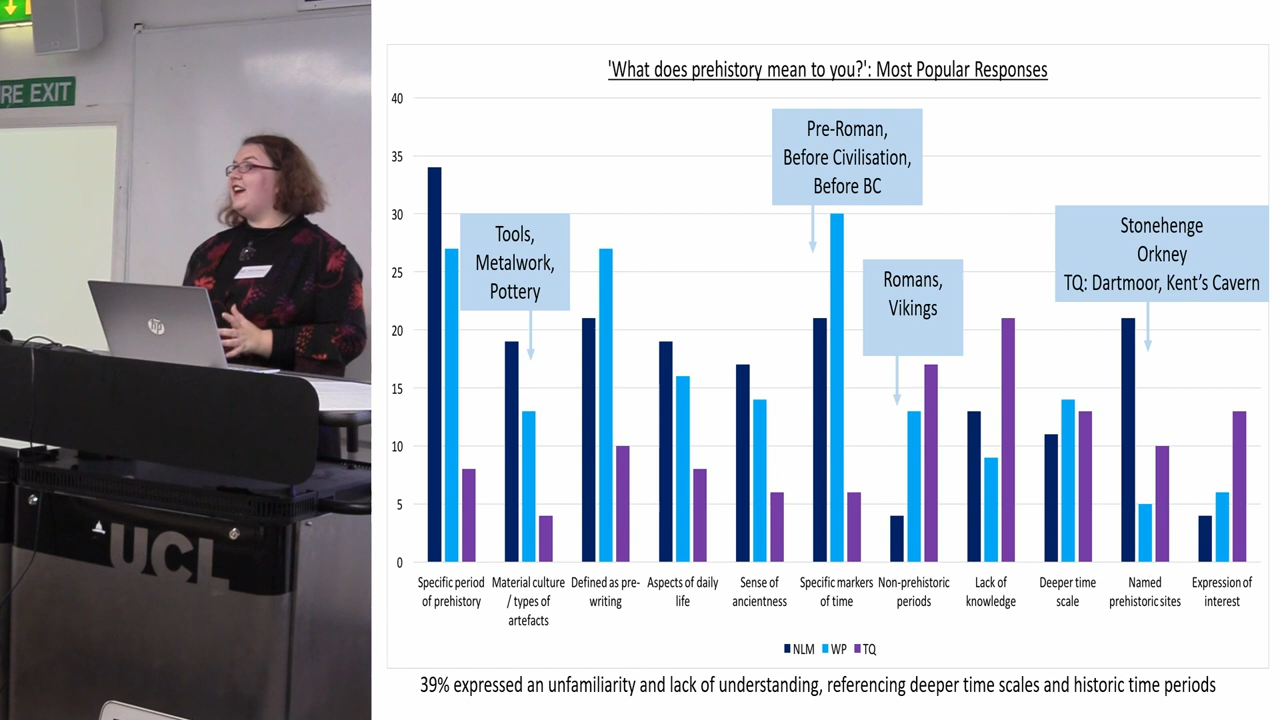 RE EXIT
hp
UCL
'What does prehistory mean to you?': Most Popular Responses
40
35
30
25
20
15
10
5
0
Tools,
Metalwork,
Pottery
Pre-Roman,
Before Civilisation,
Before BC
Romans,
Vikings
Stonehenge
Orkney
TQ: Dartmoor, Kent's Cavern
Specific period
of prehistory
Material culture
/ types of
artefacts
Defined as pre-
writing
Aspects of daily
life
Sense of
ancientness
Specific markers
of time
Non-prehistoric
periods
Lack of
knowledge
Deeper time
scale
Named
prehistoric sites
Expression of
interest
NLM WP TQ
39% expressed an unfamiliarity and lack of understanding, referencing deeper time scales and historic time periods